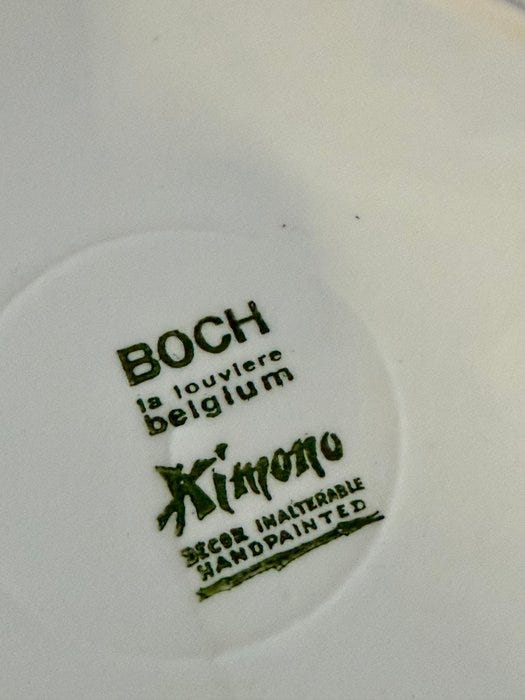 BOCH
la louviere
belgium
Kimono
DECOR INALTERABLE
HANDPAINTED